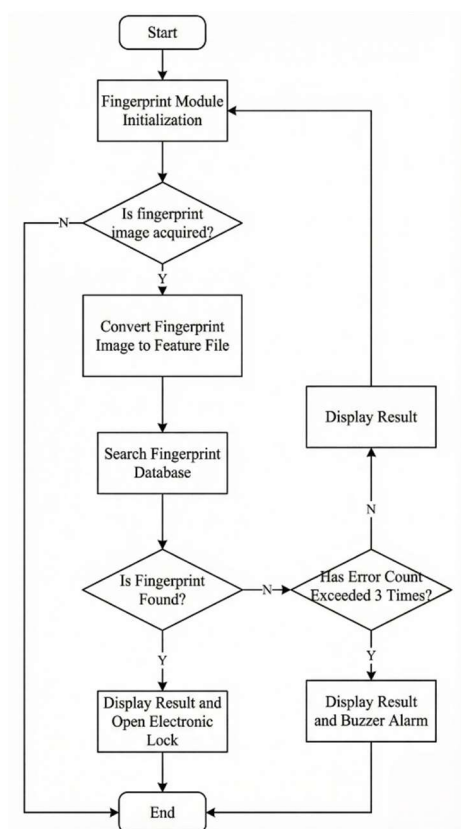 Start
Fingerprint Module
Initialization
Is fingerprint
image acquired?
N
Y
Convert Fingerprint
Image to Feature File
Display Result
Search Fingerprint
Database
N
Is Fingerprint
Found?
N
Has Error Count
Exceeded 3 Times?
Y
Y
Display Result and
Open Electronic
Lock
Display Result
and Buzzer Alarm
End